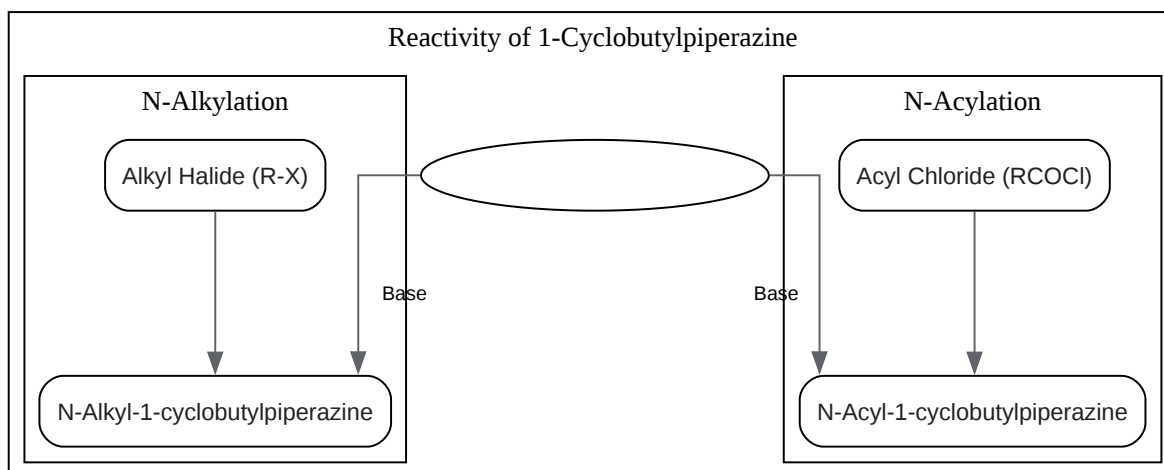 Reactivity of 1-Cyclobutylpiperazine
N-Alkylation
N-Acylation
Alkyl Halide (R-X)
Acyl Chloride (RCOCl)
Base
Base
N-Alkyl-1-cyclobutylpiperazine
N-Acyl-1-cyclobutylpiperazine